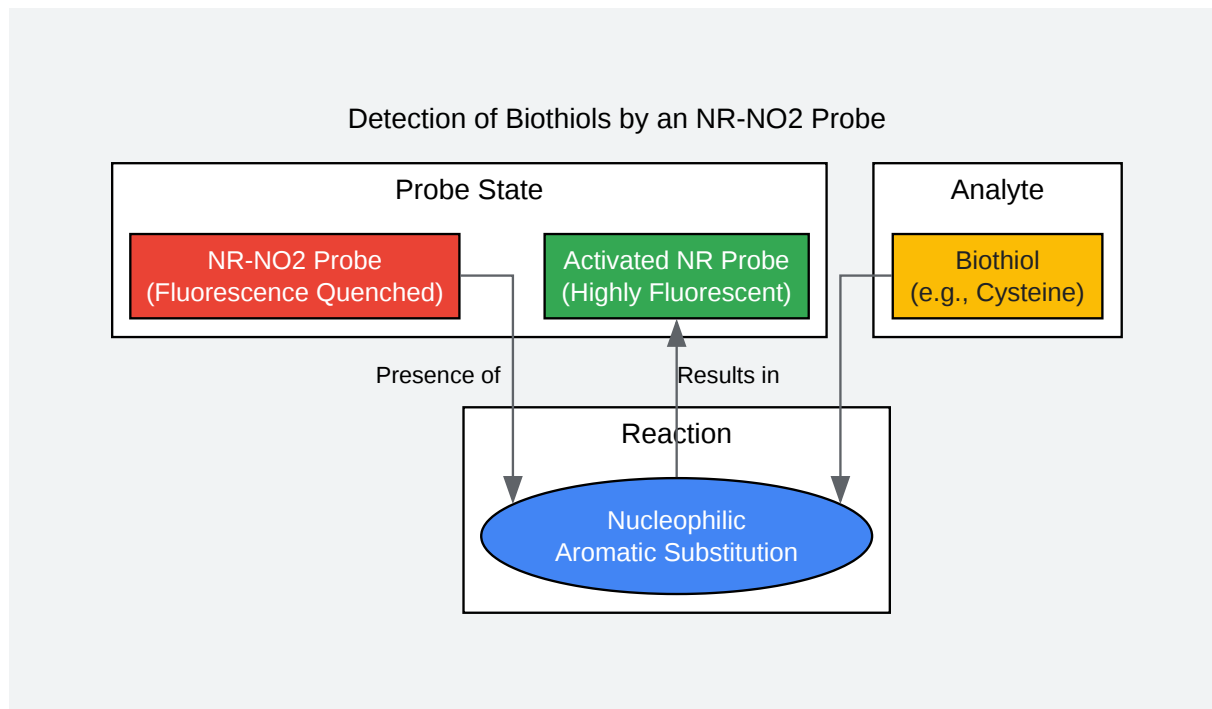 Detection of Biothiols by an NR-NO2 Probe
Probe State
Analyte
NR-NO2 Probe
(Fluorescence Quenched)
Activated NR Probe
(Highly Fluorescent)
Biothiol
(e.g., Cysteine)
Presence of
Results in
Reaction
Nucleophilic
Aromatic Substitution